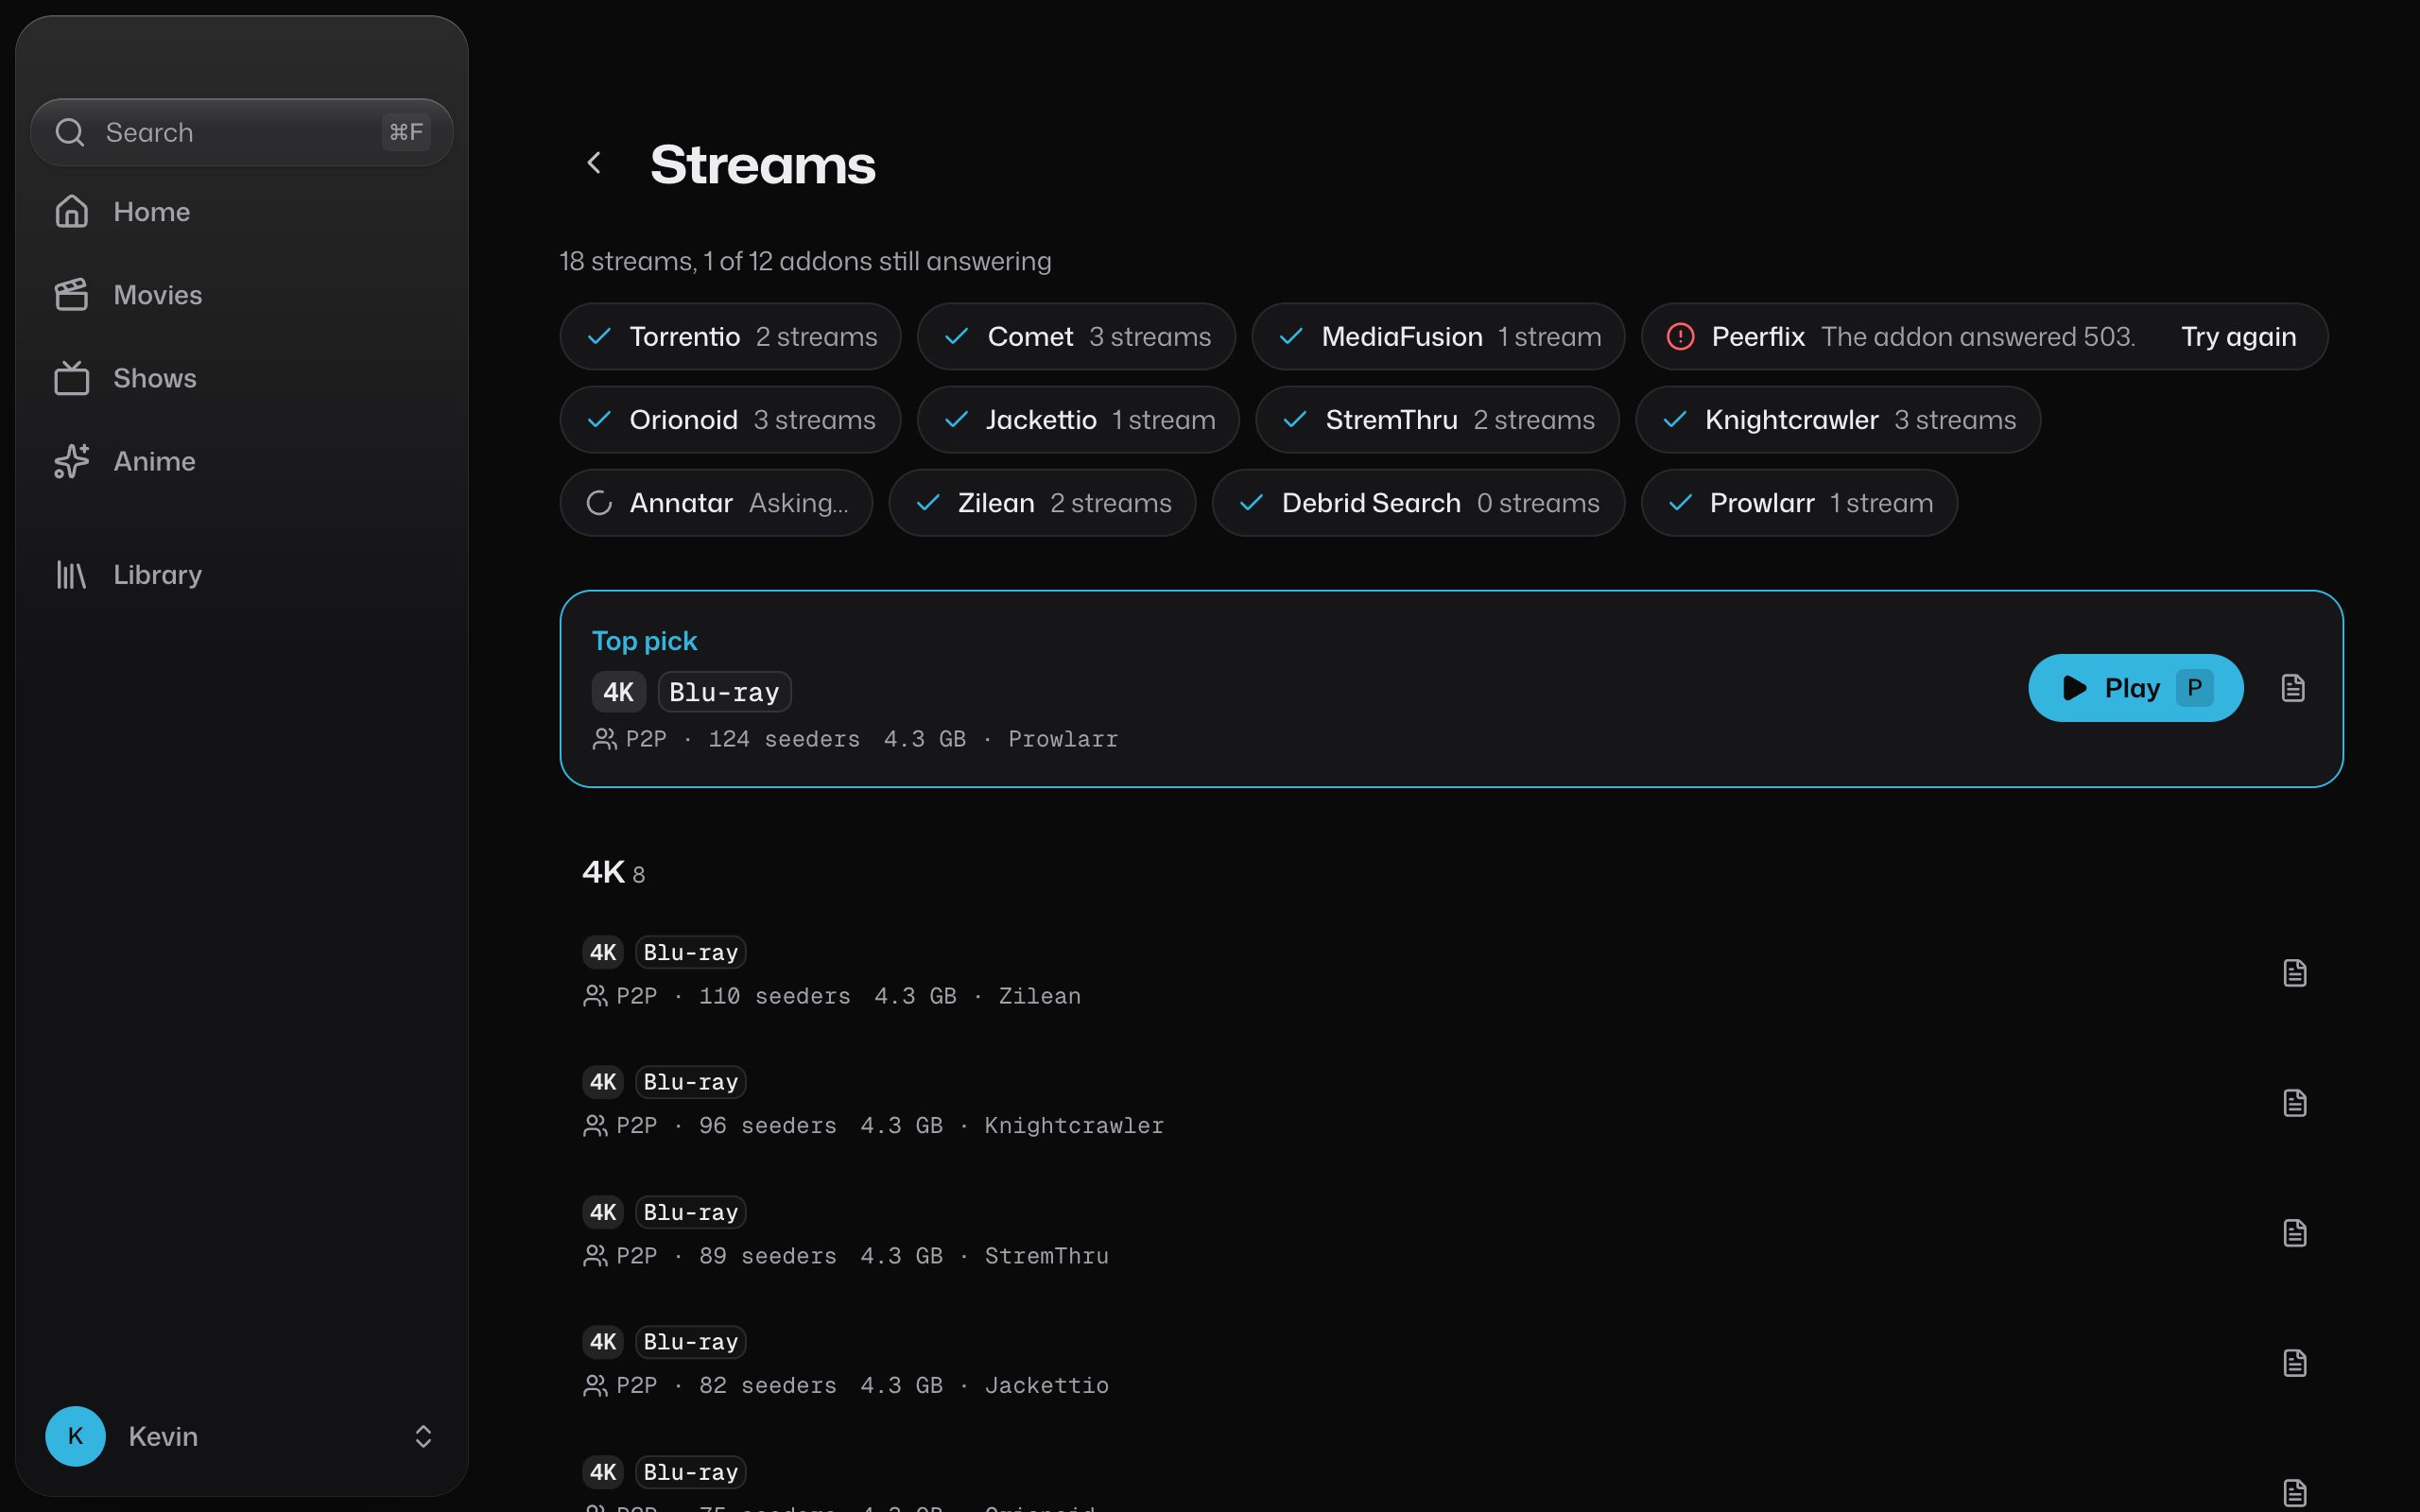 Search ⌘F
Home
Movies
Shows
Anime
Library
K Kevin
Streams
18 streams, 1 of 12 addons still answering
Torrentio 2 streams
Comet 3 streams
MediaFusion 1 stream
Peerflix The addon answered 503. Try again
Orionoid 3 streams
Jackettio 1 stream
StremThru 2 streams
Knightcrawler 3 streams
Annatar Asking...
Zilean 2 streams
Debrid Search 0 streams
Prowlarr 1 stream
Top pick
4K Blu-ray
P2P · 124 seeders 4.3 GB · Prowlarr
Play P
4K 8
4K Blu-ray
P2P · 110 seeders 4.3 GB · Zilean
4K Blu-ray
P2P · 96 seeders 4.3 GB · Knightcrawler
4K Blu-ray
P2P · 89 seeders 4.3 GB · StremThru
4K Blu-ray
P2P · 82 seeders 4.3 GB · Jackettio
4K Blu-ray